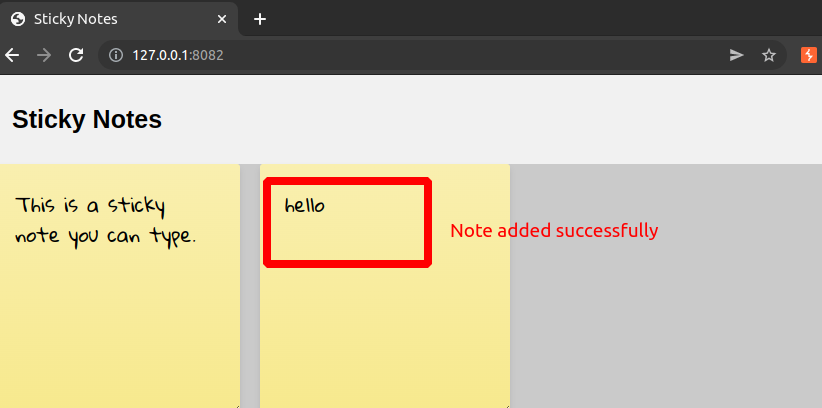 Sticky Notes
127.0.0.1:8082
Sticky Notes
This is a sticky
note you can type.
hello
Note added successfully